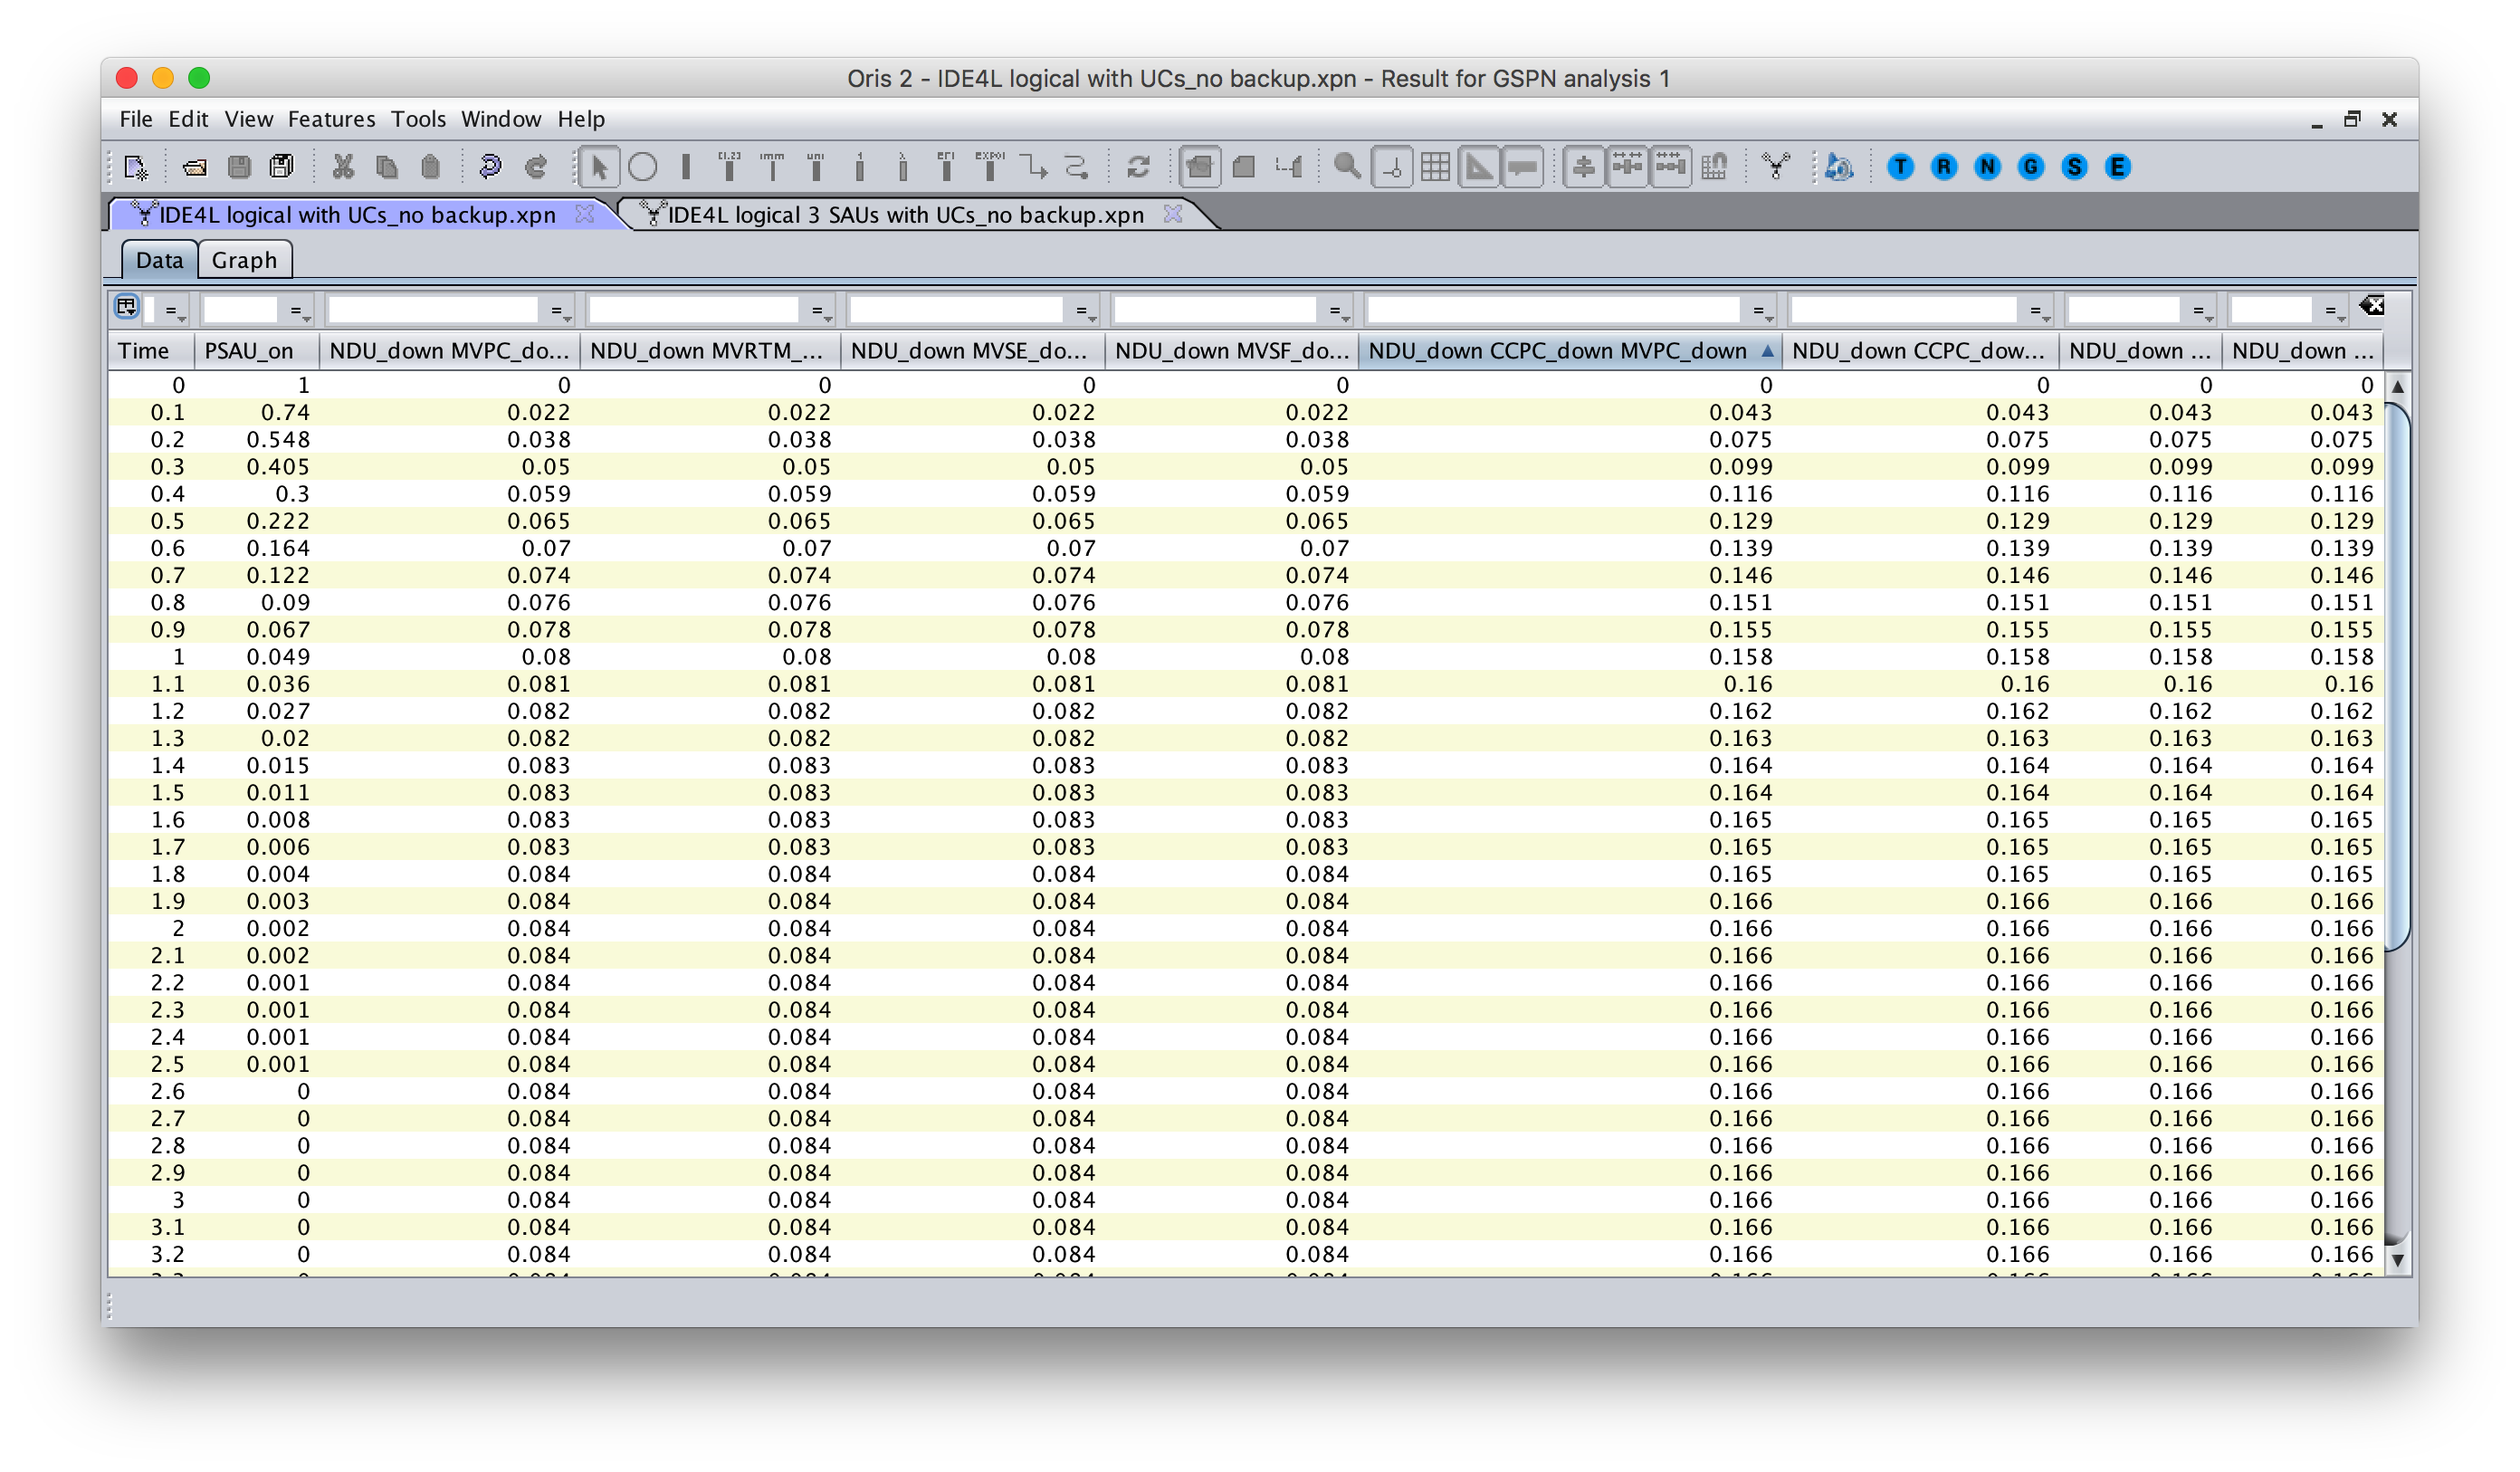 Oris 2 - IDE4L logical with UCs_no backup.xpn - Result for GSPN analysis 1
File Edit View Features Tools Window Help
[1,2] imm uni 1 λ EFT EXPOL
T R N G S E
IDE4L logical with UCs_no backup.xpn IDE4L logical 3 SAUs with UCs_no backup.xpn
Data Graph
= = = = = = = = = =
Time PSAU_on NDU_down MVPC_do... NDU_down MVRTM_... NDU_down MVSE_do... NDU_down MVSF_do... NDU_down CCPC_down MVPC_down NDU_down CCPC_dow... NDU_down ... NDU_down ...
0 1 0 0 0 0 0 0 0 0
0.1 0.74 0.022 0.022 0.022 0.022 0.043 0.043 0.043 0.043
0.2 0.548 0.038 0.038 0.038 0.038 0.075 0.075 0.075 0.075
0.3 0.405 0.05 0.05 0.05 0.05 0.099 0.099 0.099 0.099
0.4 0.3 0.059 0.059 0.059 0.059 0.116 0.116 0.116 0.116
0.5 0.222 0.065 0.065 0.065 0.065 0.129 0.129 0.129 0.129
0.6 0.164 0.07 0.07 0.07 0.07 0.139 0.139 0.139 0.139
0.7 0.122 0.074 0.074 0.074 0.074 0.146 0.146 0.146 0.146
0.8 0.09 0.076 0.076 0.076 0.076 0.151 0.151 0.151 0.151
0.9 0.067 0.078 0.078 0.078 0.078 0.155 0.155 0.155 0.155
1 0.049 0.08 0.08 0.08 0.08 0.158 0.158 0.158 0.158
1.1 0.036 0.081 0.081 0.081 0.081 0.16 0.16 0.16 0.16
1.2 0.027 0.082 0.082 0.082 0.082 0.162 0.162 0.162 0.162
1.3 0.02 0.082 0.082 0.082 0.082 0.163 0.163 0.163 0.163
1.4 0.015 0.083 0.083 0.083 0.083 0.164 0.164 0.164 0.164
1.5 0.011 0.083 0.083 0.083 0.083 0.164 0.164 0.164 0.164
1.6 0.008 0.083 0.083 0.083 0.083 0.165 0.165 0.165 0.165
1.7 0.006 0.083 0.083 0.083 0.083 0.165 0.165 0.165 0.165
1.8 0.004 0.084 0.084 0.084 0.084 0.165 0.165 0.165 0.165
1.9 0.003 0.084 0.084 0.084 0.084 0.166 0.166 0.166 0.166
2 0.002 0.084 0.084 0.084 0.084 0.166 0.166 0.166 0.166
2.1 0.002 0.084 0.084 0.084 0.084 0.166 0.166 0.166 0.166
2.2 0.001 0.084 0.084 0.084 0.084 0.166 0.166 0.166 0.166
2.3 0.001 0.084 0.084 0.084 0.084 0.166 0.166 0.166 0.166
2.4 0.001 0.084 0.084 0.084 0.084 0.166 0.166 0.166 0.166
2.5 0.001 0.084 0.084 0.084 0.084 0.166 0.166 0.166 0.166
2.6 0 0.084 0.084 0.084 0.084 0.166 0.166 0.166 0.166
2.7 0 0.084 0.084 0.084 0.084 0.166 0.166 0.166 0.166
2.8 0 0.084 0.084 0.084 0.084 0.166 0.166 0.166 0.166
2.9 0 0.084 0.084 0.084 0.084 0.166 0.166 0.166 0.166
3 0 0.084 0.084 0.084 0.084 0.166 0.166 0.166 0.166
3.1 0 0.084 0.084 0.084 0.084 0.166 0.166 0.166 0.166
3.2 0 0.084 0.084 0.084 0.084 0.166 0.166 0.166 0.166